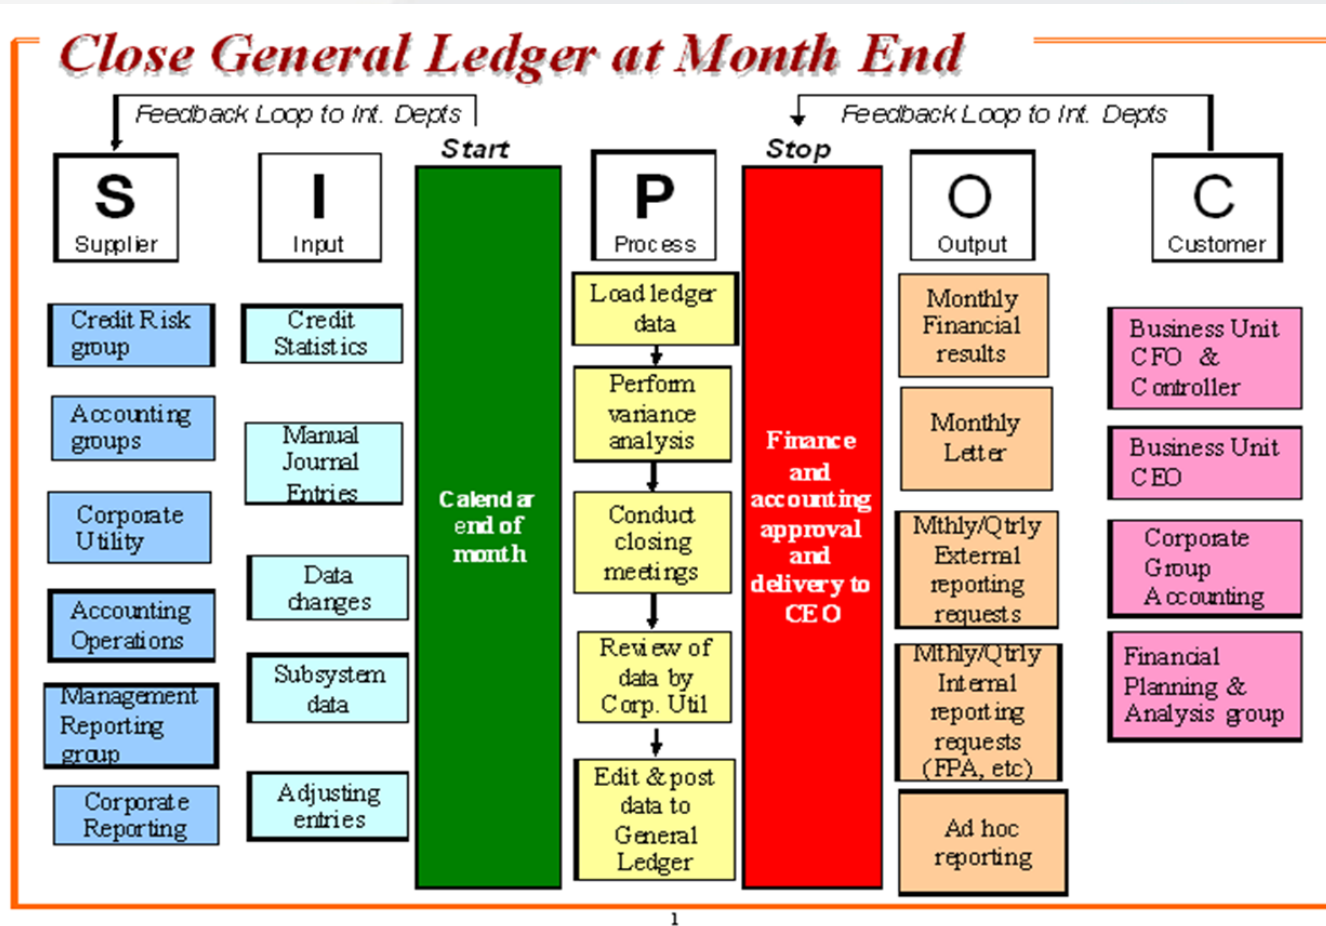 Close General Ledger at Month End
Feedback Loop to Int. Depts
Feedback Loop to Int. Depts
Start
Stop
S
Supplier
I
Input
P
Process
O
Output
C
Customer
Credit Risk
group
Accounting
groups
Corporate
Utility
Accounting
Operations
Management
Reporting
group
Corporate
Reporting
Credit
Statistics
Manual
Journal
Entries
Data
changes
Subsystem
data
Adjusting
entries
Calendar
end of
month
Load ledger
data
Perform
variance
analysis
Conduct
closing
meetings
Review of
data by
Corp. Util
Edit & post
data to
General
Ledger
Finance
and
accounting
approval
and
delivery to
CEO
Monthly
Financial
results
Monthly
Letter
Mthly/Qtrly
External
reporting
requests
Mthly/Qtrly
Internal
reporting
requests
(FPA, etc)
Ad hoc
reporting
Business Unit
CFO &
Controller
Business Unit
CEO
Corporate
Group
Accounting
Financial
Planning &
Analysis group
1